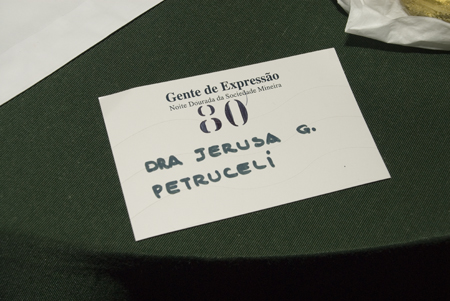 Gente de Expressão
Noite Dourada da Sociedade Mineira
80
DRA JERUSA G.
PETRUCELI